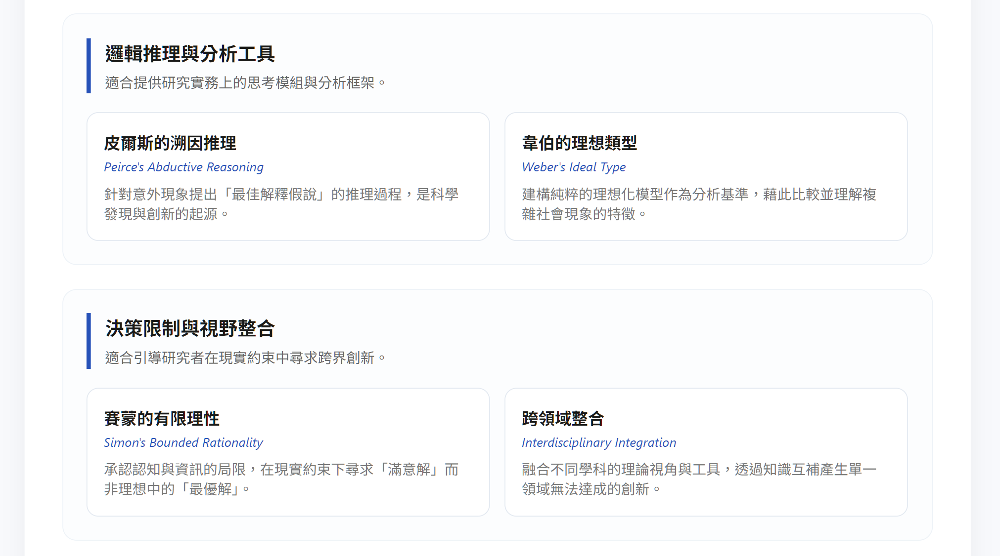 邏輯推理與分析工具
適合提供研究實務上的思考模組與分析框架。
皮爾斯的溯因推理
Peirce's Abductive Reasoning
針對意外現象提出「最佳解釋假說」的推理過程，是科學
發現與創新的起源。
韋伯的理想類型
Weber's Ideal Type
建構純粹的理想化模型作為分析基準，藉此比較並理解複
雜社會現象的特徵。
決策限制與視野整合
適合引導研究者在現實約束中尋求跨界創新。
賽蒙的有限理性
Simon's Bounded Rationality
承認認知與資訊的局限，在現實約束下尋求「滿意解」而
非理想中的「最優解」。
跨領域整合
Interdisciplinary Integration
融合不同學科的理論視角與工具，透過知識互補產生單一
領域無法達成的創新。